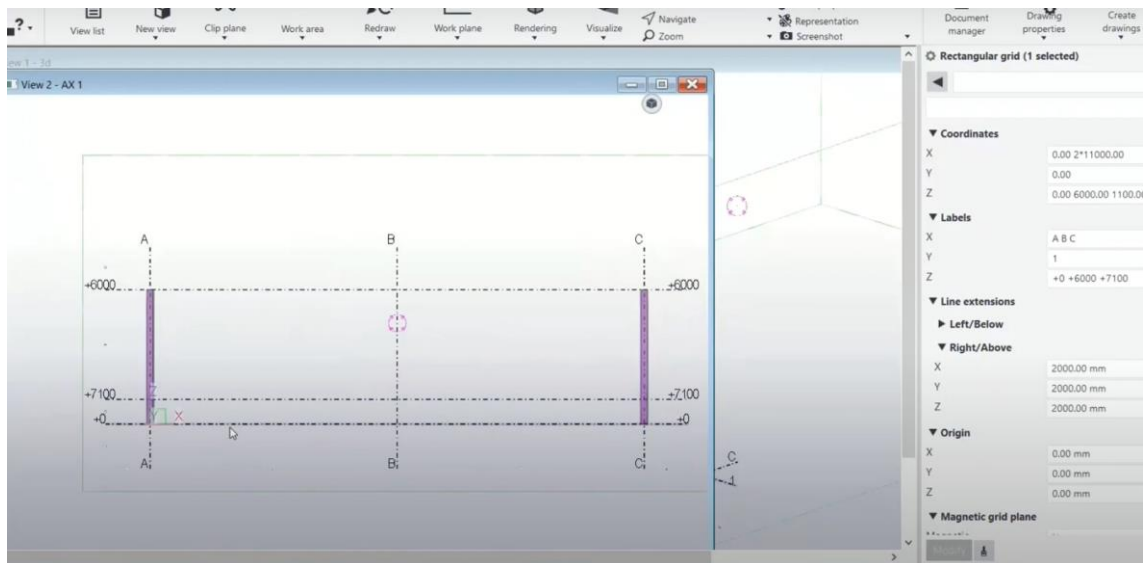 ?
View list
New view
Clip plane
Work area
Redraw
Work plane
Rendering
Visualize
Navigate
Zoom
Representation
Screenshot
Document manager
Drawing properties
Create drawings
View 1 - 3d
View 2 - AX 1
A
B
C
+6000
+6000
+7100
+7100
+0
+0
Z
Y
X
A
B
C
C
1
Rectangular grid (1 selected)
Coordinates
X 0.00 2*11000.00
Y 0.00
Z 0.00 6000.00 1100.00
Labels
X A B C
Y 1
Z +0 +6000 +7100
Line extensions
Left/Below
Right/Above
X 2000.00 mm
Y 2000.00 mm
Z 2000.00 mm
Origin
X 0.00 mm
Y 0.00 mm
Z 0.00 mm
Magnetic grid plane
Modify